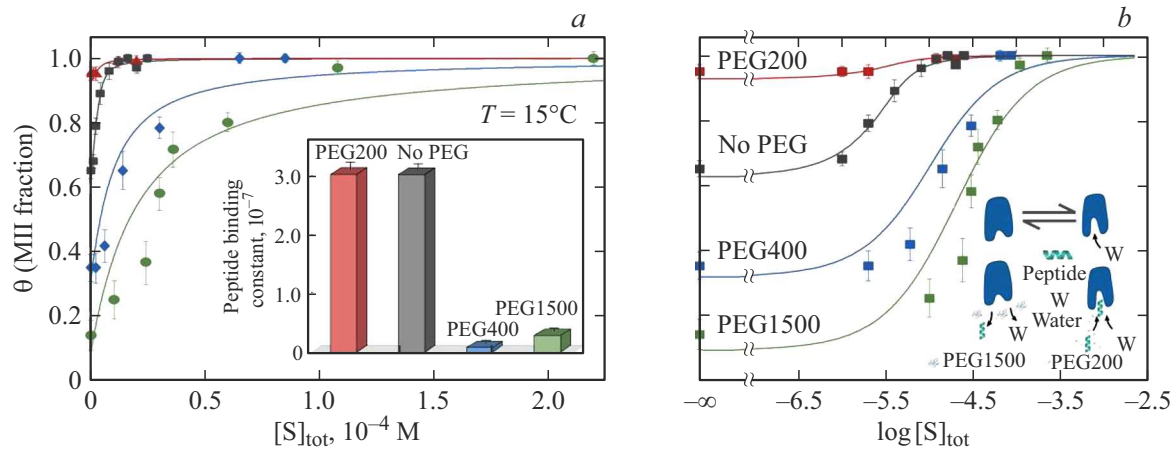 a
θ (MII fraction)
1.0
0.8
0.6
0.4
0.2
0
T = 15°C
Peptide binding
constant, 10⁻⁷
3.0
2.0
1.0
0
PEG200
No PEG
PEG400
PEG1500
0
0.5
1.0
1.5
2.0
[S]tot, 10⁻⁴ M
b
PEG200
No PEG
PEG400
PEG1500
W
Peptide
W
Water
W
PEG1500
W
PEG200
–∞
–6.5
–5.5
–4.5
–3.5
–2.5
log [S]tot